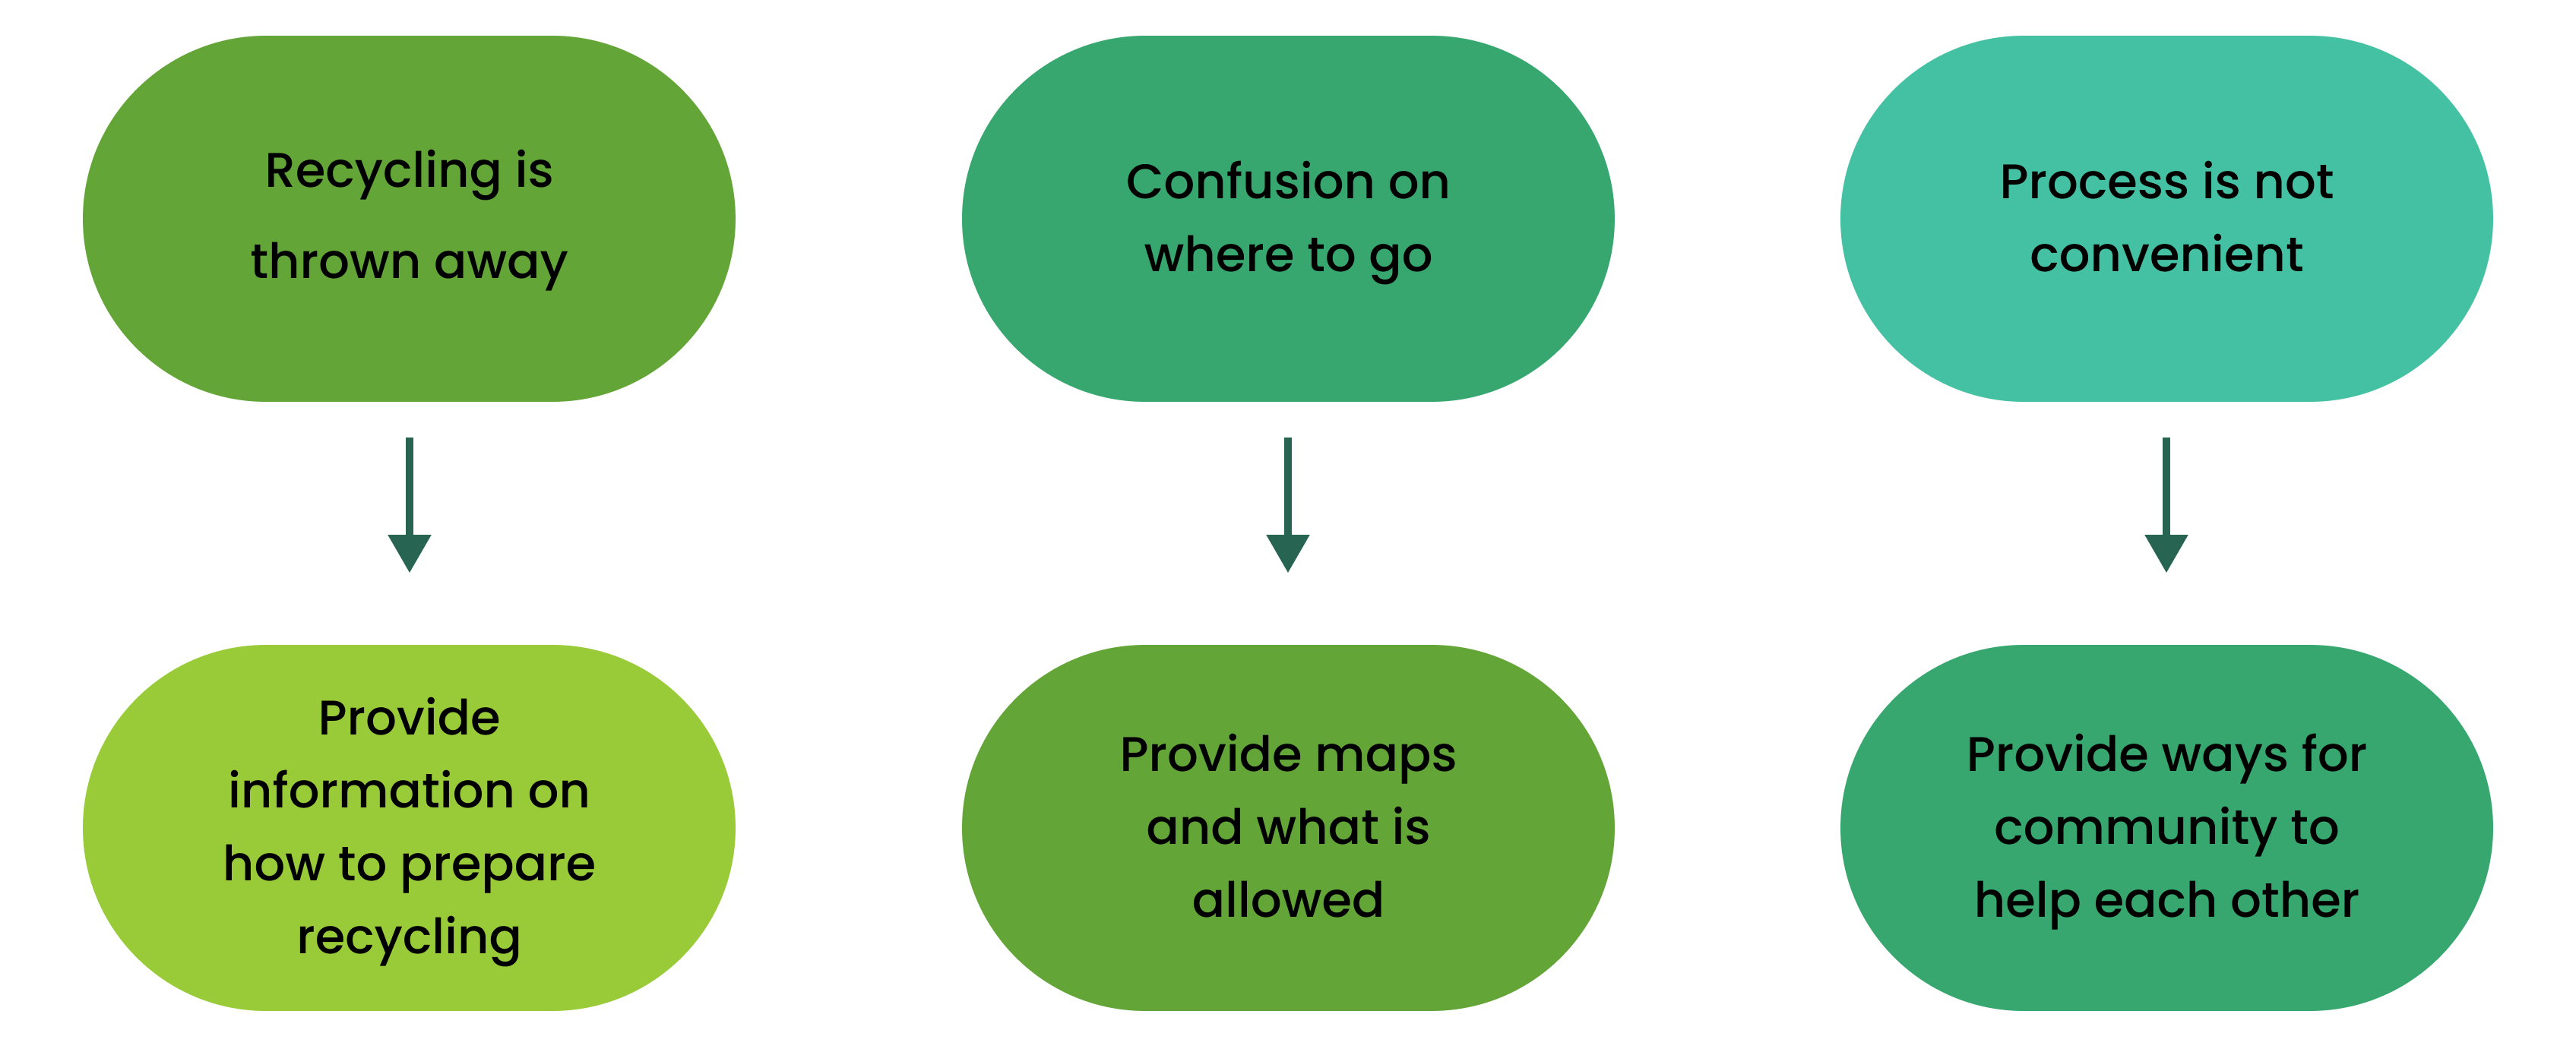 Recycling is
thrown away
Confusion on
where to go
Process is not
convenient
Provide
information on
how to prepare
recycling
Provide maps
and what is
allowed
Provide ways for
community to
help each other